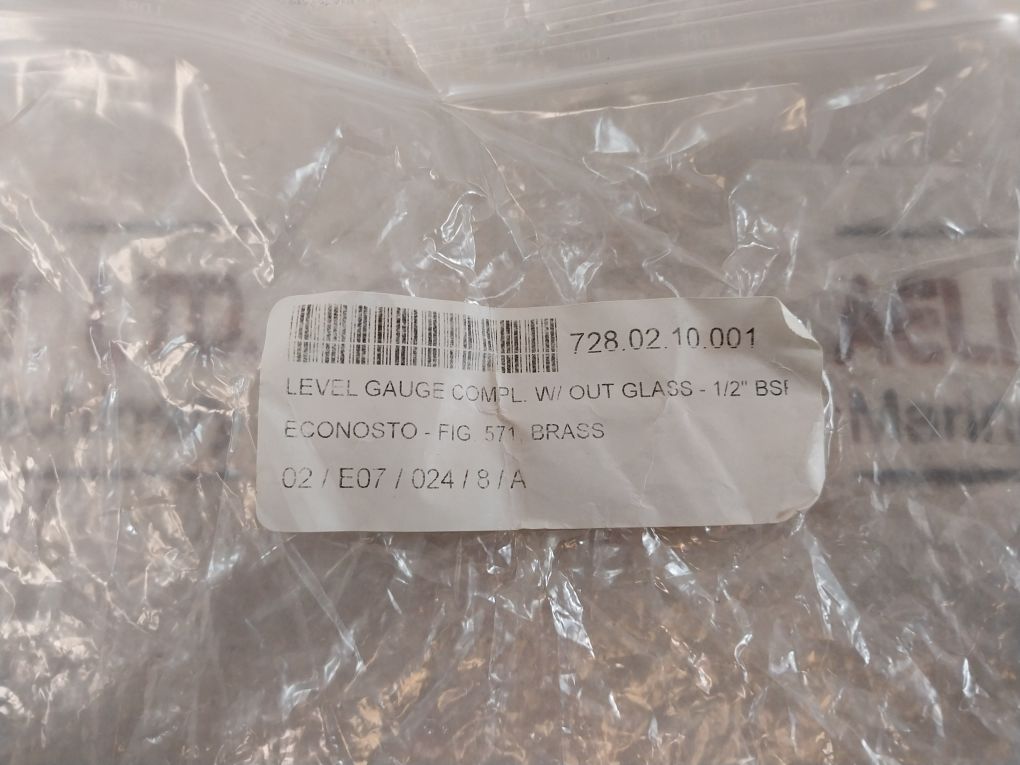 728.02.10.001
LEVEL GAUGE COMPL. W/ OUT GLASS - 1/2" BSP
ECONOSTO - FIG. 571, BRASS
02 / E07 / 024 / 8 / A